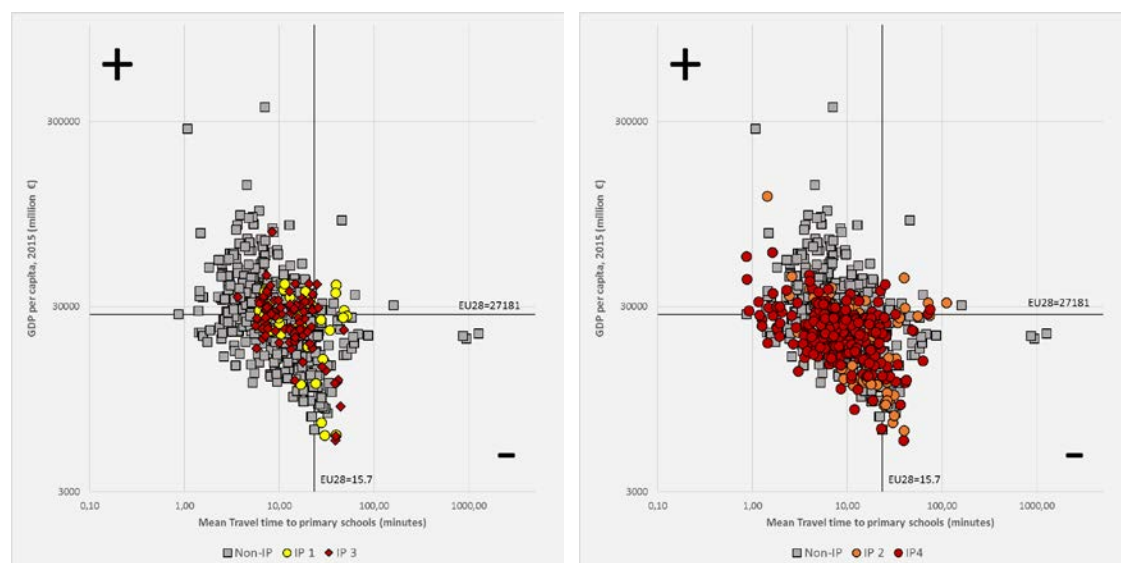 +
300000
GDP per capita, 2015 (million €)
30000
EU28=27181
EU28=15.7
3000
0,10 1,00 10,00 100,00 1000,00
Mean Travel time to primary schools (minutes)
Non-IP IP 1 IP 3
−
+
300000
GDP per capita, 2015 (million €)
30000
EU28=27181
EU28=15.7
3000
0,10 1,00 10,00 100,00 1000,00
Mean Travel time to primary schools (minutes)
Non-IP IP 2 IP4
−